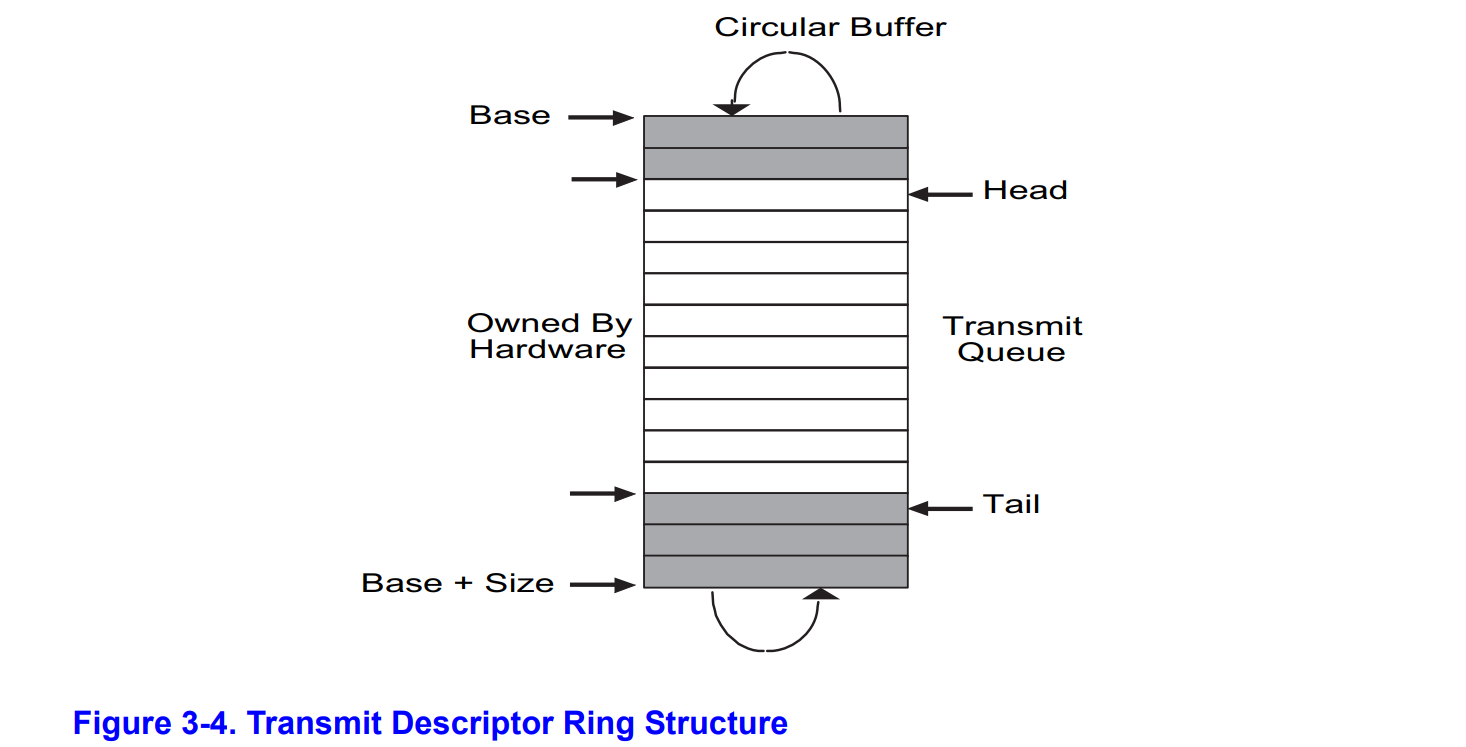 Circular Buffer
Base
Head
Owned By
Hardware
Transmit
Queue
Tail
Base + Size
Figure 3-4. Transmit Descriptor Ring Structure